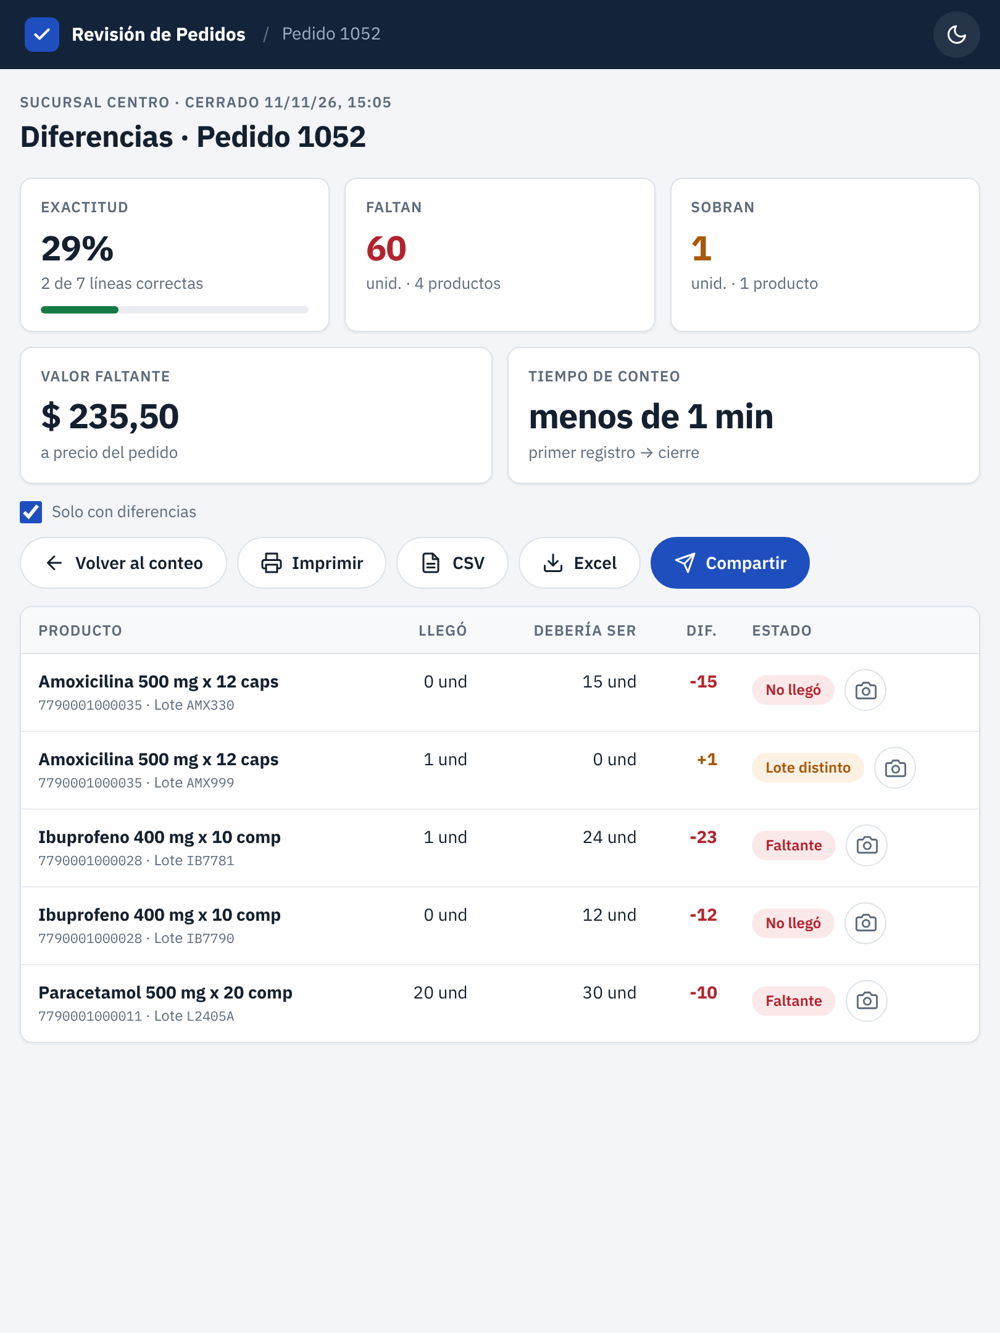 Revisión de Pedidos / Pedido 1052
SUCURSAL CENTRO · CERRADO 11/11/26, 15:05
Diferencias · Pedido 1052
EXACTITUD
29%
2 de 7 líneas correctas
FALTAN
60
unid. · 4 productos
SOBRAN
1
unid. · 1 producto
VALOR FALTANTE
$ 235,50
a precio del pedido
TIEMPO DE CONTEO
menos de 1 min
primer registro → cierre
Solo con diferencias
Volver al conteo
Imprimir
CSV
Excel
Compartir
PRODUCTO LLEGÓ DEBERÍA SER DIF. ESTADO
Amoxicilina 500 mg x 12 caps 0 und 15 und -15 No llegó
7790001000035 · Lote AMX330
Amoxicilina 500 mg x 12 caps 1 und 0 und +1 Lote distinto
7790001000035 · Lote AMX999
Ibuprofeno 400 mg x 10 comp 1 und 24 und -23 Faltante
7790001000028 · Lote IB7781
Ibuprofeno 400 mg x 10 comp 0 und 12 und -12 No llegó
7790001000028 · Lote IB7790
Paracetamol 500 mg x 20 comp 20 und 30 und -10 Faltante
7790001000011 · Lote L2405A